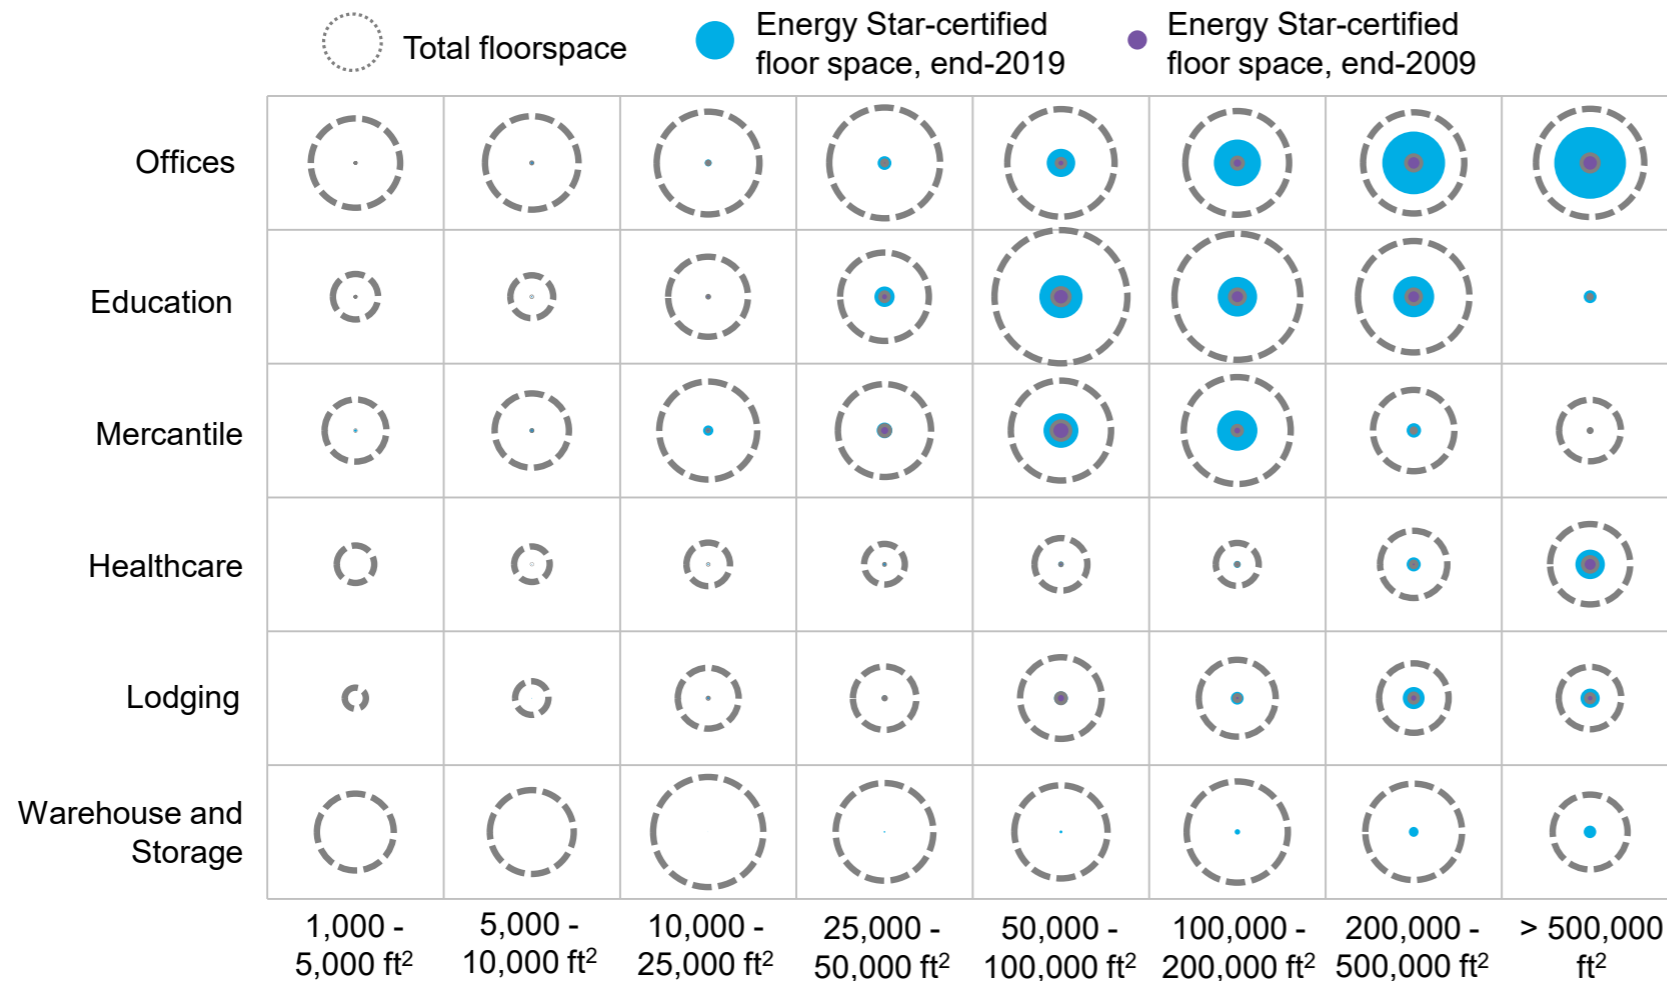 Total floorspace
Energy Star-certified
floor space, end-2019
Energy Star-certified
floor space, end-2009
Offices
Education
Mercantile
Healthcare
Lodging
Warehouse and
Storage
1,000 -
5,000 ft²
5,000 -
10,000 ft²
10,000 -
25,000 ft²
25,000 -
50,000 ft²
50,000 -
100,000 ft²
100,000 -
200,000 ft²
200,000 -
500,000 ft²
> 500,000
ft²